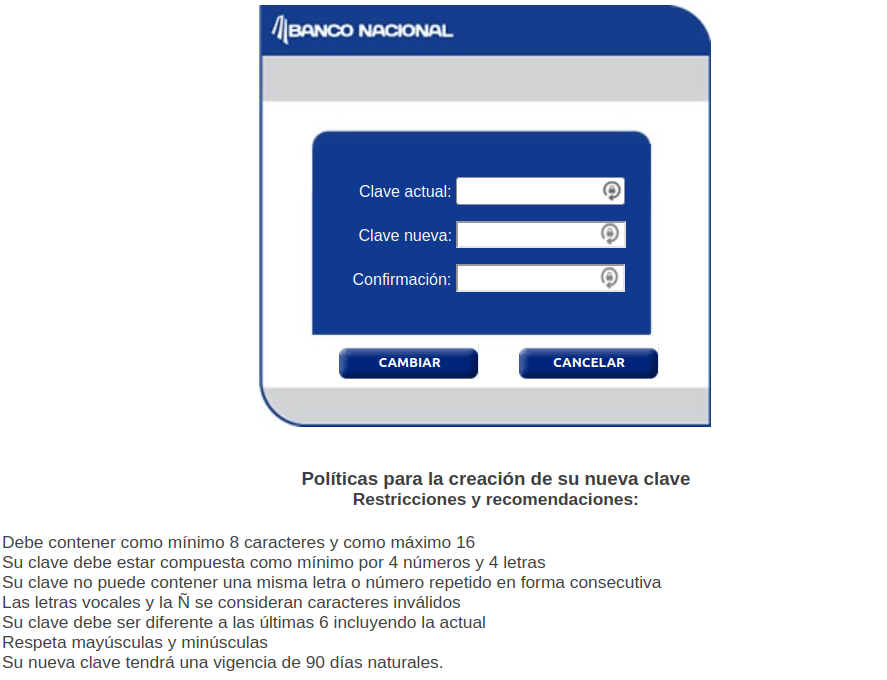 BANCO NACIONAL
Clave actual:
Clave nueva:
Confirmación:
CAMBIAR CANCELAR
Políticas para la creación de su nueva clave
Restricciones y recomendaciones:
Debe contener como mínimo 8 caracteres y como máximo 16
Su clave debe estar compuesta como mínimo por 4 números y 4 letras
Su clave no puede contener una misma letra o número repetido en forma consecutiva
Las letras vocales y la Ñ se consideran caracteres inválidos
Su clave debe ser diferente a las últimas 6 incluyendo la actual
Respeta mayúsculas y minúsculas
Su nueva clave tendrá una vigencia de 90 días naturales.